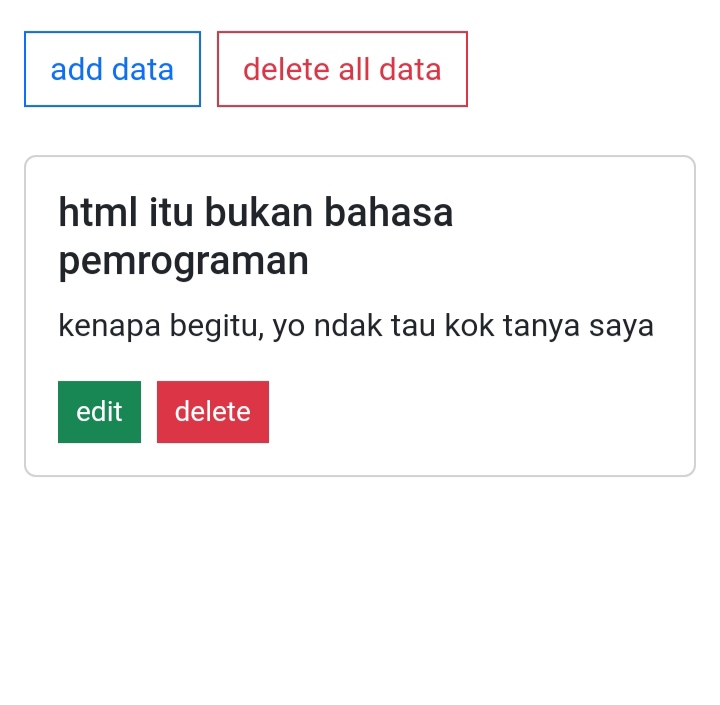 add data delete all data
html itu bukan bahasa
pemrograman
kenapa begitu, yo ndak tau kok tanya saya
edit delete